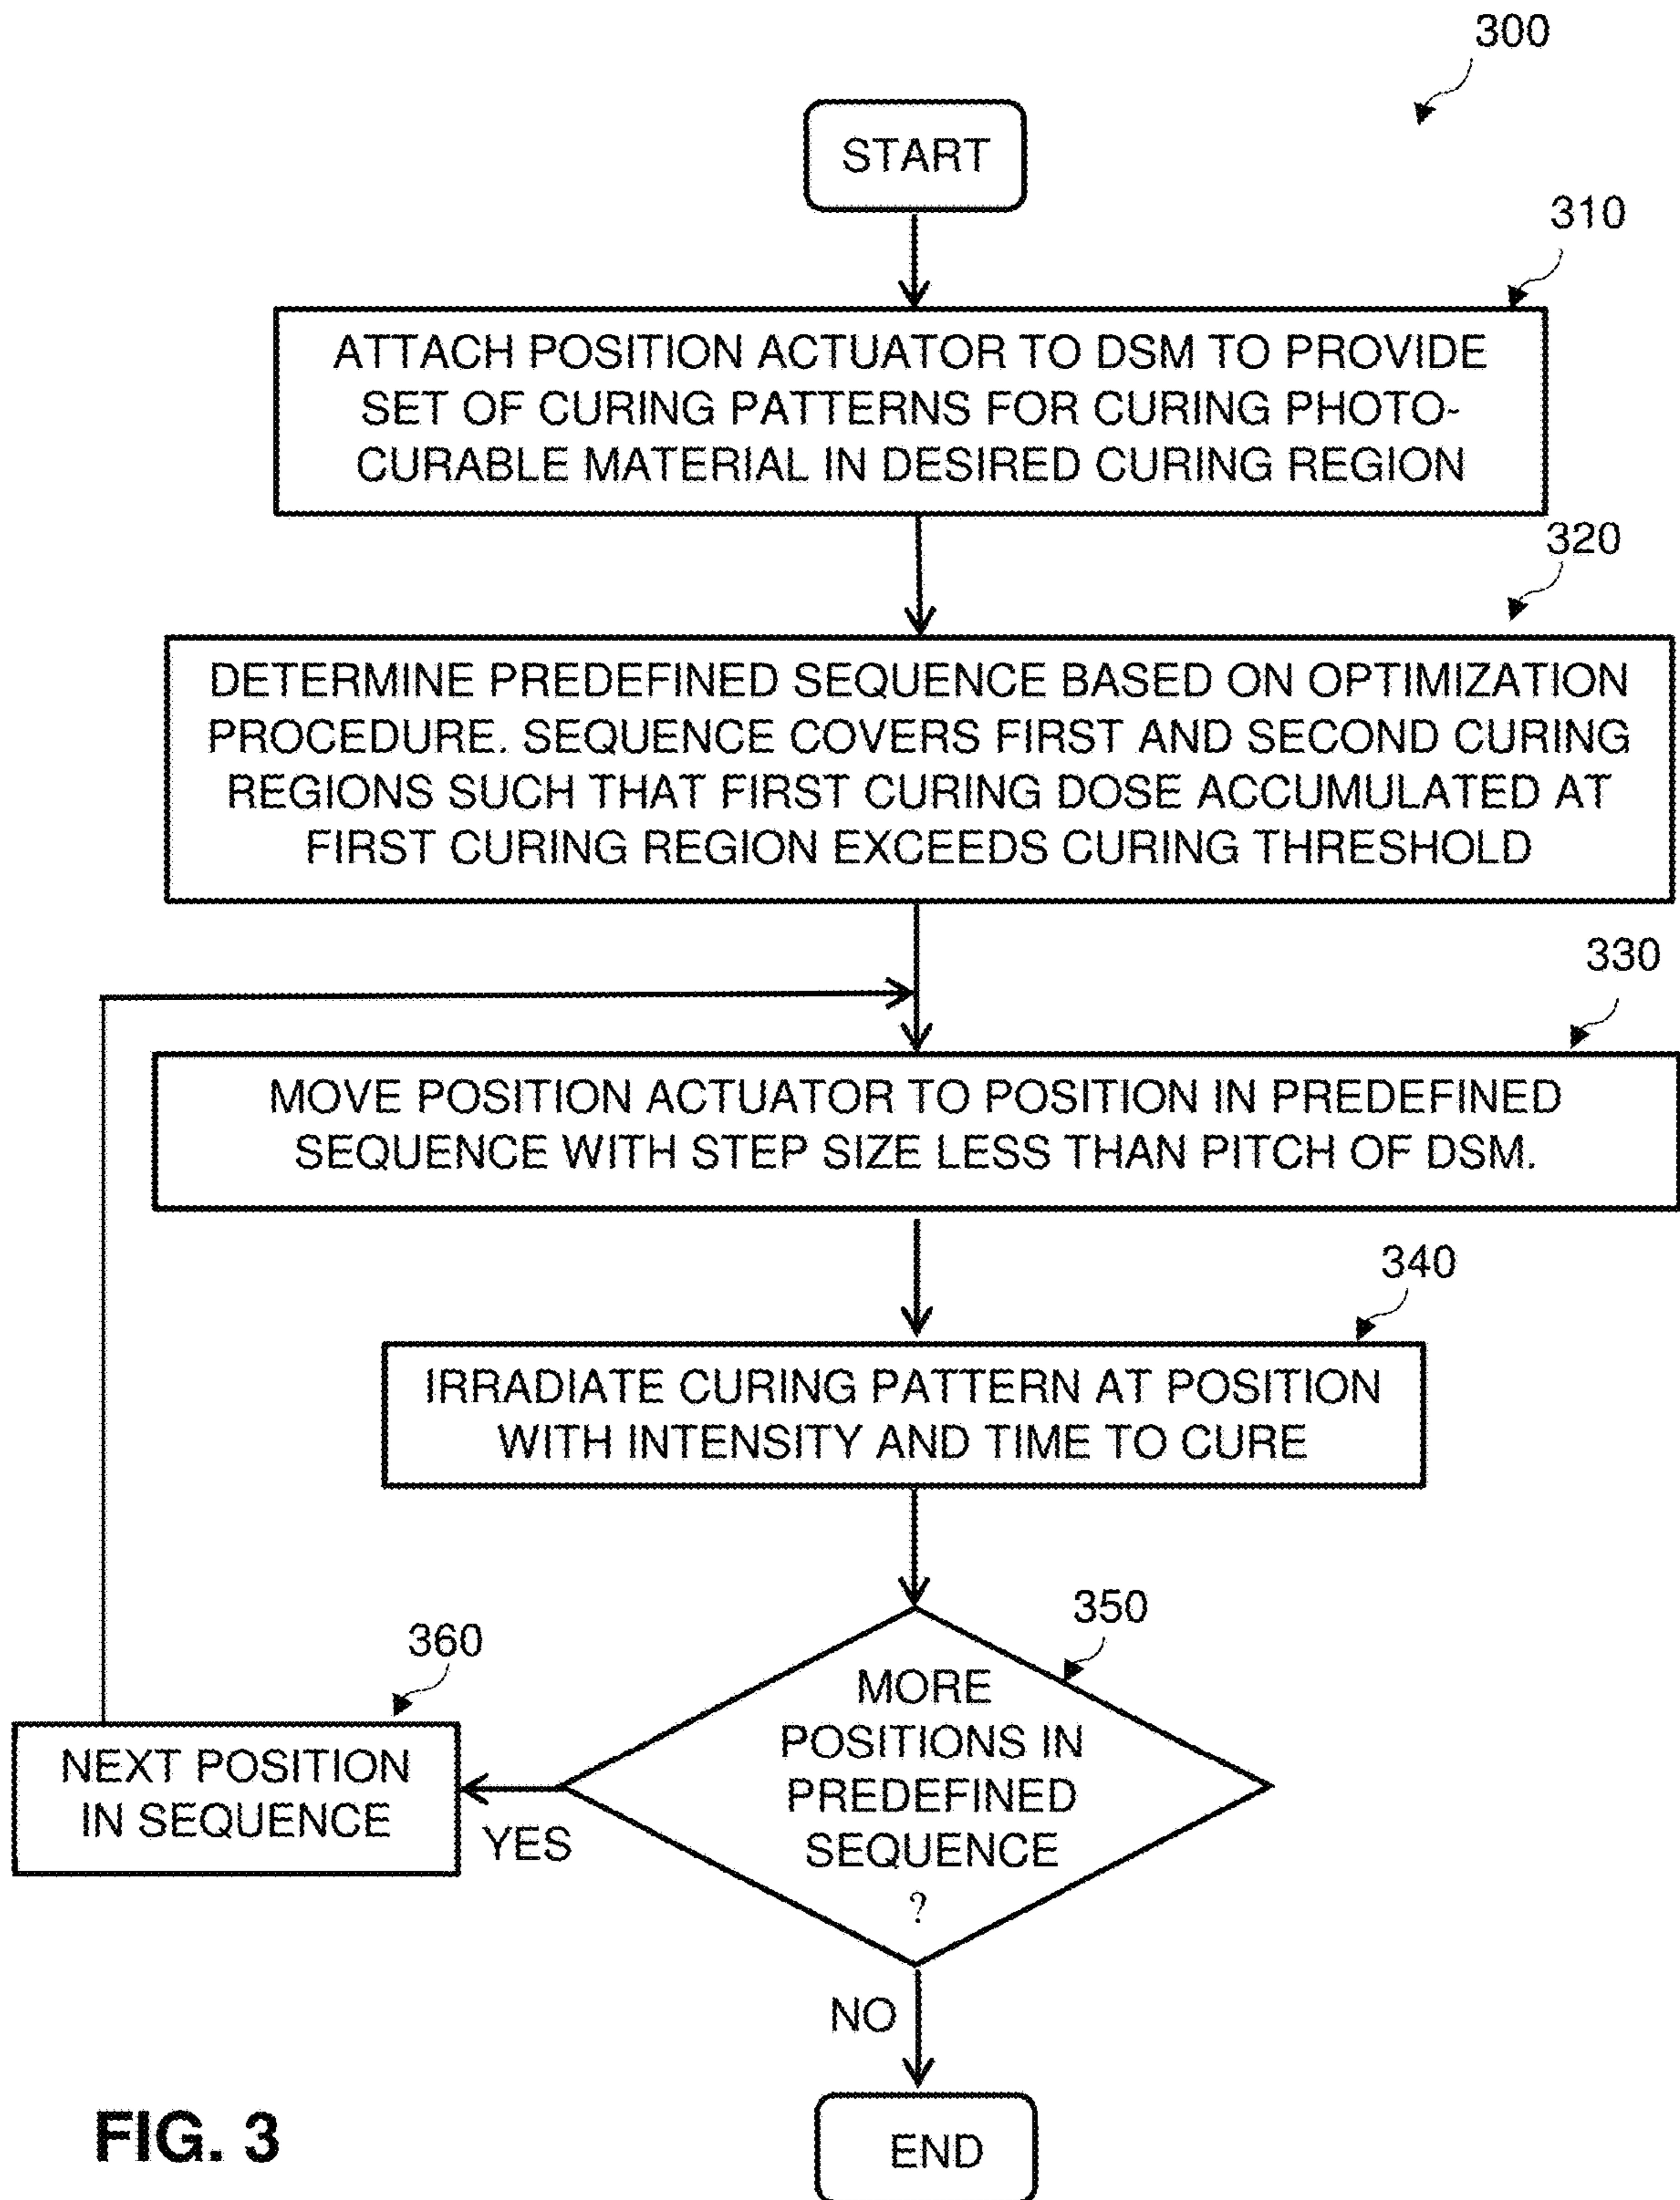 300
START
310
ATTACH POSITION ACTUATOR TO DSM TO PROVIDE
SET OF CURING PATTERNS FOR CURING PHOTO-
CURABLE MATERIAL IN DESIRED CURING REGION
320
DETERMINE PREDEFINED SEQUENCE BASED ON OPTIMIZATION
PROCEDURE. SEQUENCE COVERS FIRST AND SECOND CURING
REGIONS SUCH THAT FIRST CURING DOSE ACCUMULATED AT
FIRST CURING REGION EXCEEDS CURING THRESHOLD
330
MOVE POSITION ACTUATOR TO POSITION IN PREDEFINED
SEQUENCE WITH STEP SIZE LESS THAN PITCH OF DSM.
340
IRRADIATE CURING PATTERN AT POSITION
WITH INTENSITY AND TIME TO CURE
350
MORE
POSITIONS IN
PREDEFINED
SEQUENCE
?
360
NEXT POSITION
IN SEQUENCE
YES
NO
END
FIG. 3